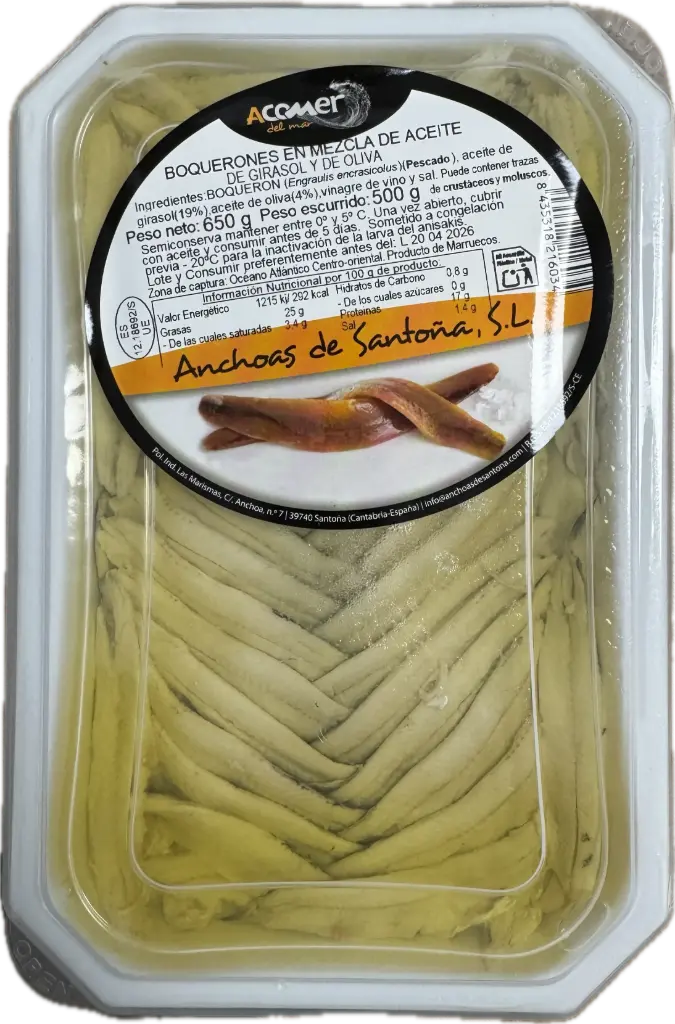 Acomer
del mar
BOQUERONES EN MEZCLA DE ACEITE
DE GIRASOL Y DE OLIVA
Ingredientes:BOQUERON (Engraulis encrasicolus)(Pescado), aceite de
girasol(19%),aceite de oliva(4%),vinagre de vino y sal. Puede contener trazas
de crustáceos y moluscos.
Peso neto: 650 g Peso escurrido: 500 g
Semiconserva mantener entre 0º y 5º C. Una vez abierto, cubrir
con aceite y consumir antes de 5 días. Sometido a congelación
previa - 20ºC para la inactivación de la larva del anisakis.
Lote y Consumir preferentemente antes del: L 20 04 2026
Zona de captura: Océano Atlántico Centro-oriental. Producto de Marruecos.
Información Nutricional por 100 g de producto:
Valor Energético 1215 kj/ 292 kcal
Grasas 25 g
- De las cuales saturadas 3.4 g
Hidratos de Carbono 0.8 g
- De los cuales azúcares 0 g
Proteinas 17 g
Sal 1.4 g
ES
12.18692/S
UE
8 435318 21603
Anchoas de Santoña, S.L.
Pol. Ind. Las Marismas, C/. Anchoa, n.º 7 | 39740 Santoña (Cantabria-España) | info@anchoasdesantona.com |